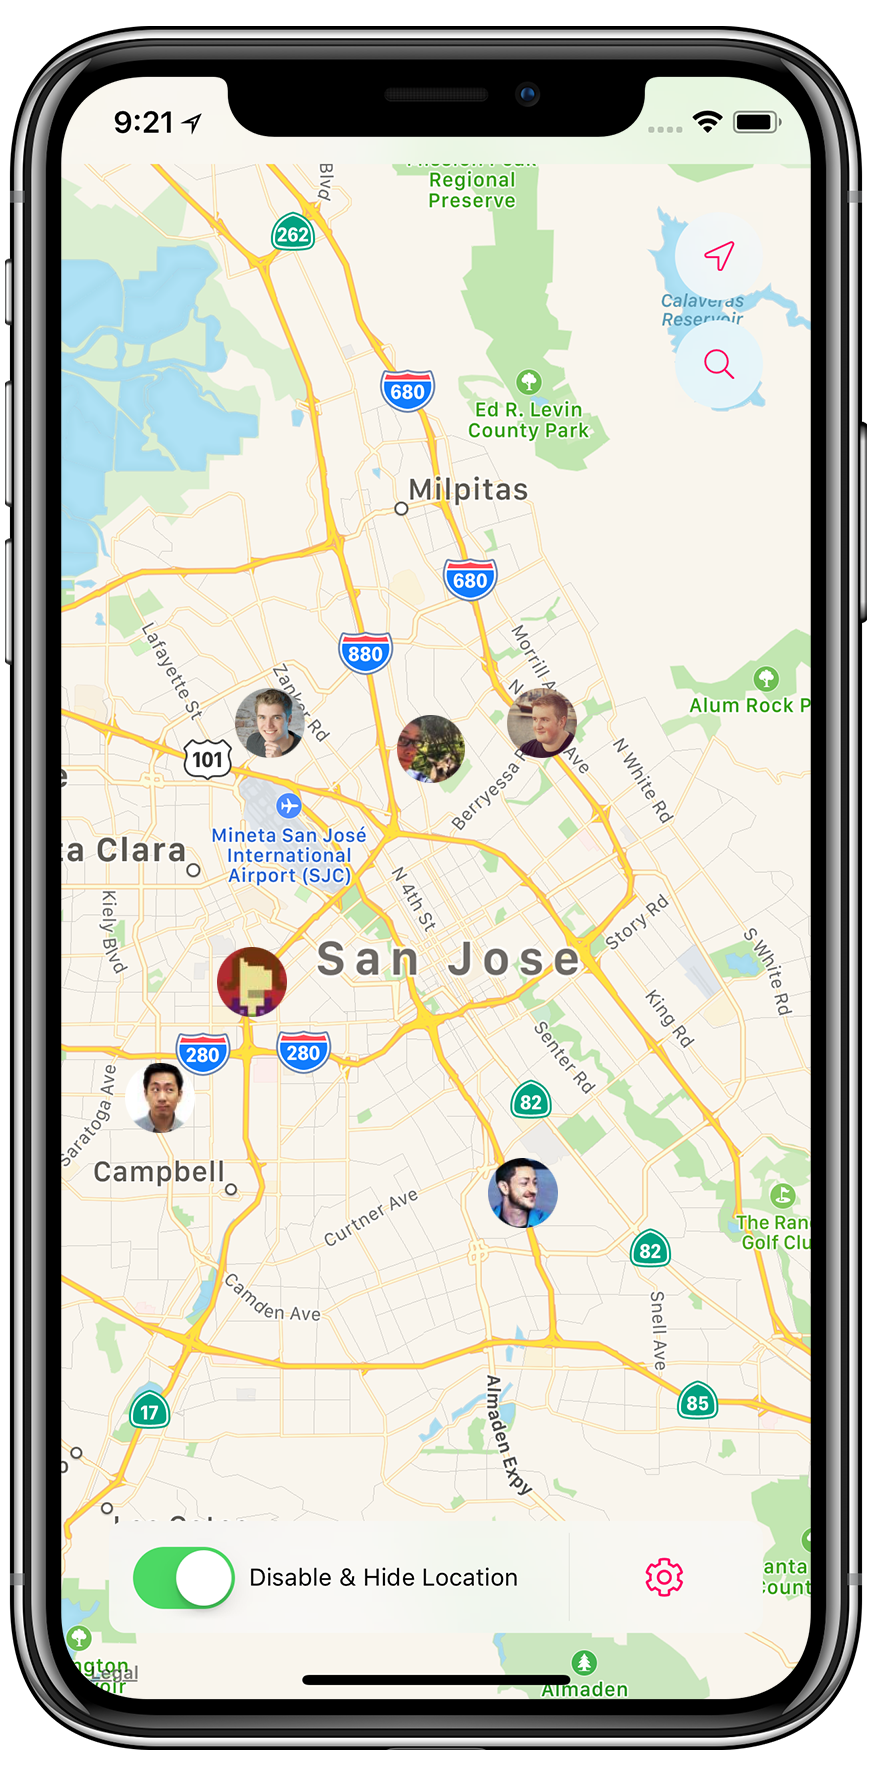 9:21
Mission Peak
Regional
Preserve
Blvd
262
Calaveras
Reservoir
680
Ed R. Levin
County Park
Milpitas
680
880
Lafayette St
Zanker Rd
Morrill A
N
Ave
Alum Rock P
101
Berryessa R
N White Rd
Mineta San José
International
Airport (SJC)
ta Clara
Kiely Blvd
N 4th St
San Jose
Story Rd
S White Rd
King Rd
280
280
Senter Rd
82
Saratoga Ave
Campbell
Curtner Ave
The Ran
Golf Clu
82
Camden Ave
Snell Ave
17
Almaden Expy
85
Disable & Hide Location
anta
Count
ngton
voir
Legal
Almaden